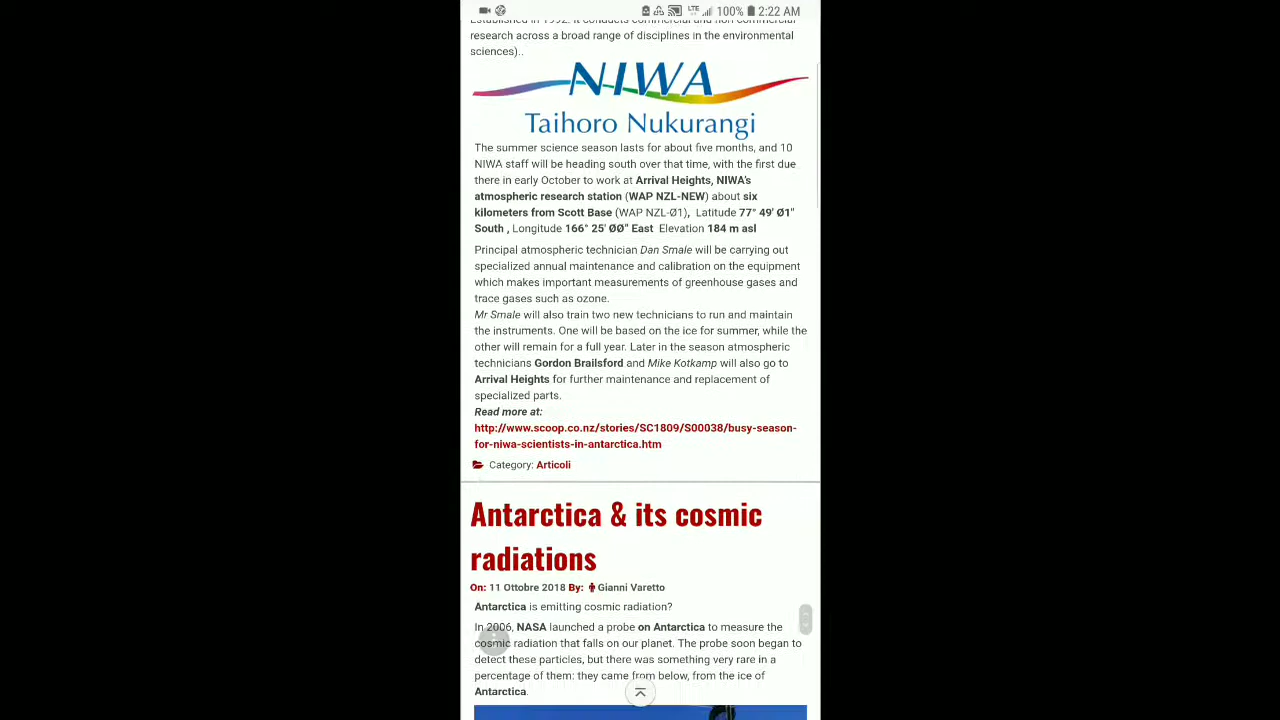 LTE 100% 2:22 AM
Established in 1992. It conducts commercial and non-commercial
research across a broad range of disciplines in the environmental
sciences)..
NIWA
Taihoro Nukurangi
The summer science season lasts for about five months, and 10
NIWA staff will be heading south over that time, with the first due
there in early October to work at Arrival Heights, NIWA's
atmospheric research station (WAP NZL-NEW) about six
kilometers from Scott Base (WAP NZL-Ø1), Latitude 77° 49' Ø1"
South , Longitude 166° 25' ØØ" East Elevation 184 m asl
Principal atmospheric technician Dan Smale will be carrying out
specialized annual maintenance and calibration on the equipment
which makes important measurements of greenhouse gases and
trace gases such as ozone.
Mr Smale will also train two new technicians to run and maintain
the instruments. One will be based on the ice for summer, while the
other will remain for a full year. Later in the season atmospheric
technicians Gordon Brailsford and Mike Kotkamp will also go to
Arrival Heights for further maintenance and replacement of
specialized parts.
Read more at:
http://www.scoop.co.nz/stories/SC1809/S00038/busy-season-
for-niwa-scientists-in-antarctica.htm
Category: Articoli
Antarctica & its cosmic
radiations
On: 11 Ottobre 2018 By: Gianni Varetto
Antarctica is emitting cosmic radiation?
In 2006, NASA launched a probe on Antarctica to measure the
cosmic radiation that falls on our planet. The probe soon began to
detect these particles, but there was something very rare in a
percentage of them: they came from below, from the ice of
Antarctica.